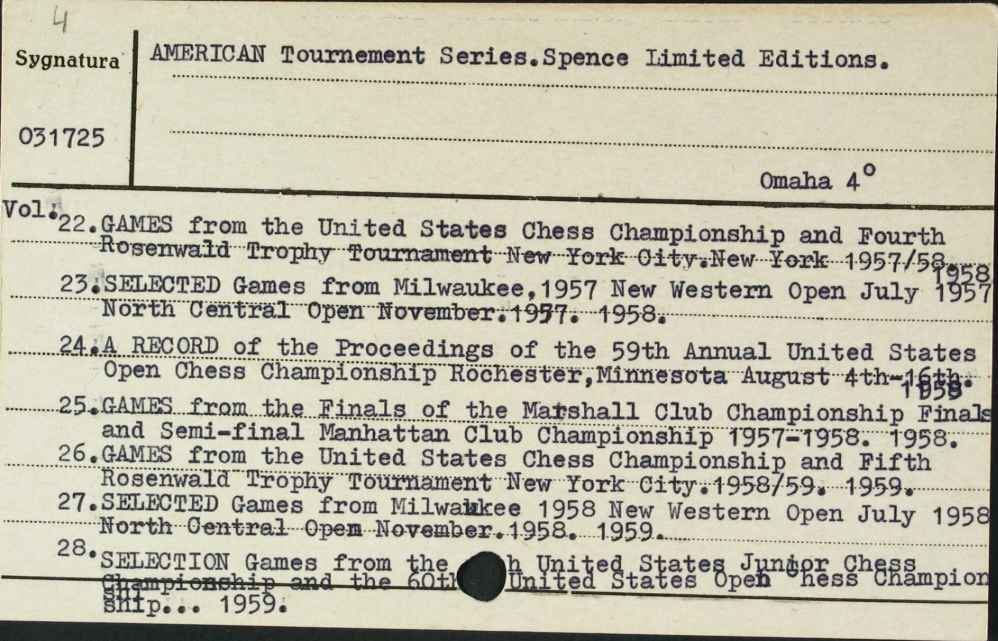 4
Sygnatura
AMERICAN Tournement Series.Spence Limited Editions.
031725
Omaha 4°
Vol.
22.GAMES from the United States Chess Championship and Fourth
Rosenwald Trophy Tournament New York City.New York 1957/58.
1958
23.SELECTED Games from Milwaukee,1957 New Western Open July 1957
North Central Open November.1957. 1958.
24.A RECORD of the Proceedings of the 59th Annual United States
Open Chess Championship Rochester,Minnesota August 4th-16th.
25.GAMES from the Finals of the Marshall Club Championship Finals
and Semi-final Manhattan Club Championship 1957-1958. 1958.
26.GAMES from the United States Chess Championship and Fifth
Rosenwald Trophy Tournament New York City.1958/59. 1959.
27.SELECTED Games from Milwaukee 1958 New Western Open July 1958
North Central Open November.1958. 1959.
28.
SELECTION Games from the h United States Junior Chess
Championship and the 60th United States Open Chess Champion
ship... 1959.